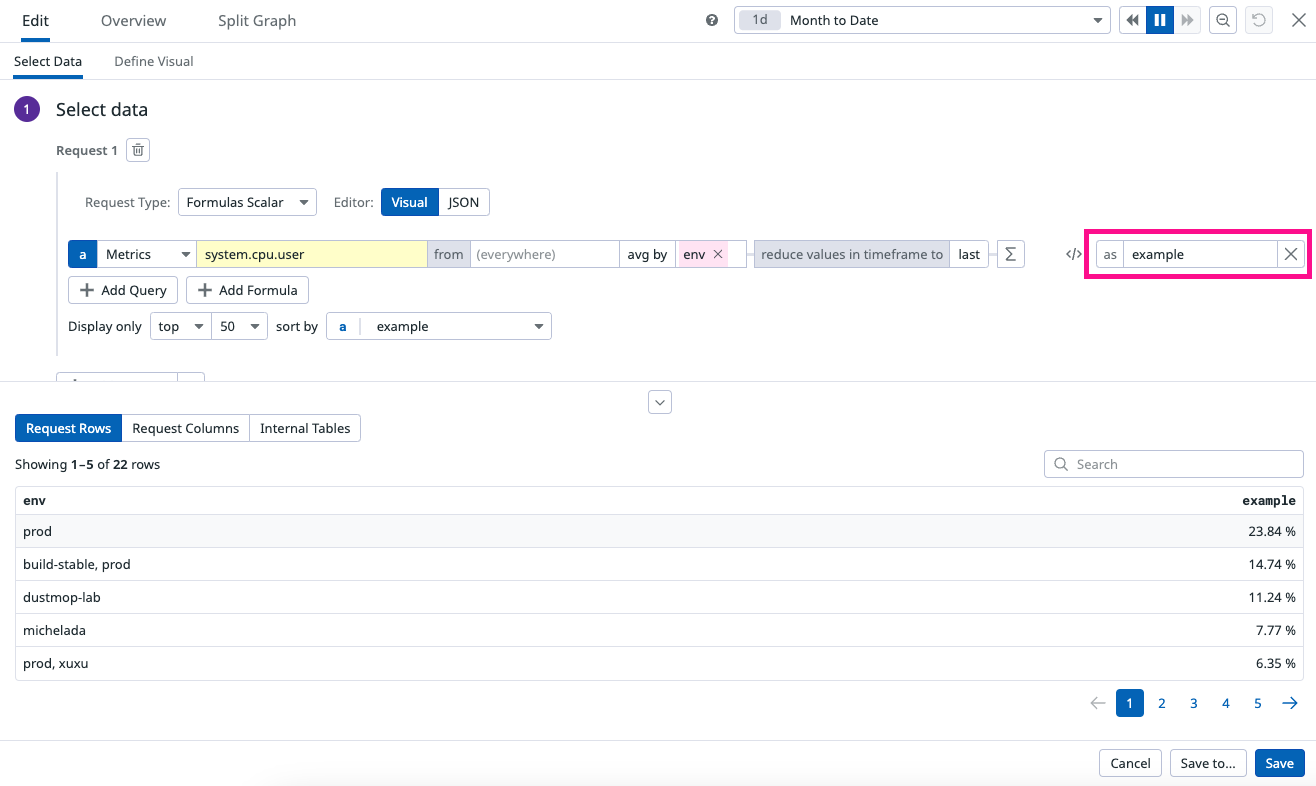 Edit Overview Split Graph ? 1d Month to Date
Select Data Define Visual
1 Select data
Request 1
Request Type: Formulas Scalar Editor: Visual JSON
a Metrics system.cpu.user from (everywhere) avg by env reduce values in timeframe to last Σ </> as example
+ Add Query + Add Formula
Display only top 50 sort by a example
Request Rows Request Columns Internal Tables
Showing 1–5 of 22 rows Search
env example
prod 23.84 %
build-stable, prod 14.74 %
dustmop-lab 11.24 %
michelada 7.77 %
prod, xuxu 6.35 %
← 1 2 3 4 5 →
Cancel Save to... Save